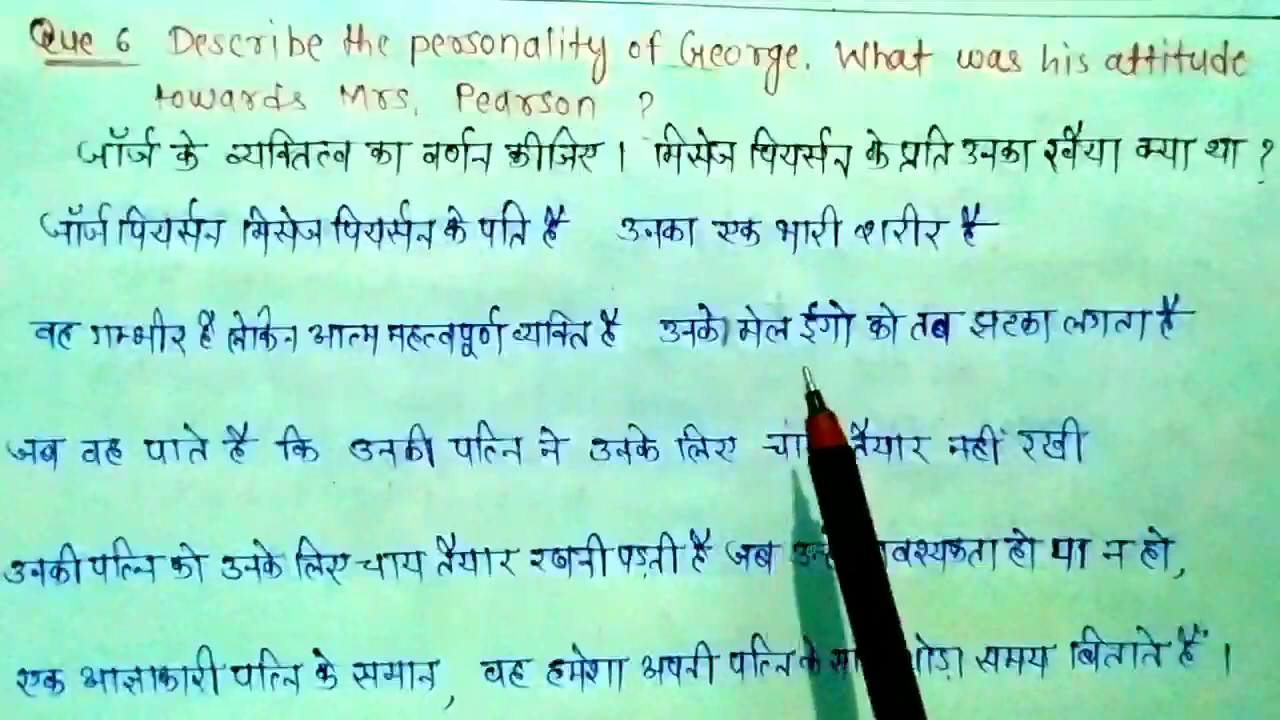 Que 6 Describe the personality of George. What was his attitude
towards Mrs. Pearson ?
जॉर्ज के व्यक्तित्व का वर्णन कीजिए । मिसेज पियर्सन के प्रति उनका रवैया क्या था ?
जॉर्ज पियर्सन मिसेज पियर्सन के पति है उनका एक भारी शरीर है
वह गम्भीर है लेकिन आत्म महत्वपूर्ण व्यक्ति है उनके मेल ईगो को तब झटका लगता है
जब वह पाते है कि उनकी पत्नि ने उनके लिए तैयार नहीं रखी
उनकी पत्नि को उनके लिए चाय तैयार रखनी पड़ती है जब हो या न हो,
एक आज्ञाकारी पत्नि के समान, वह हमेशा अपनी पत्नि के समय बिताते हैं ।